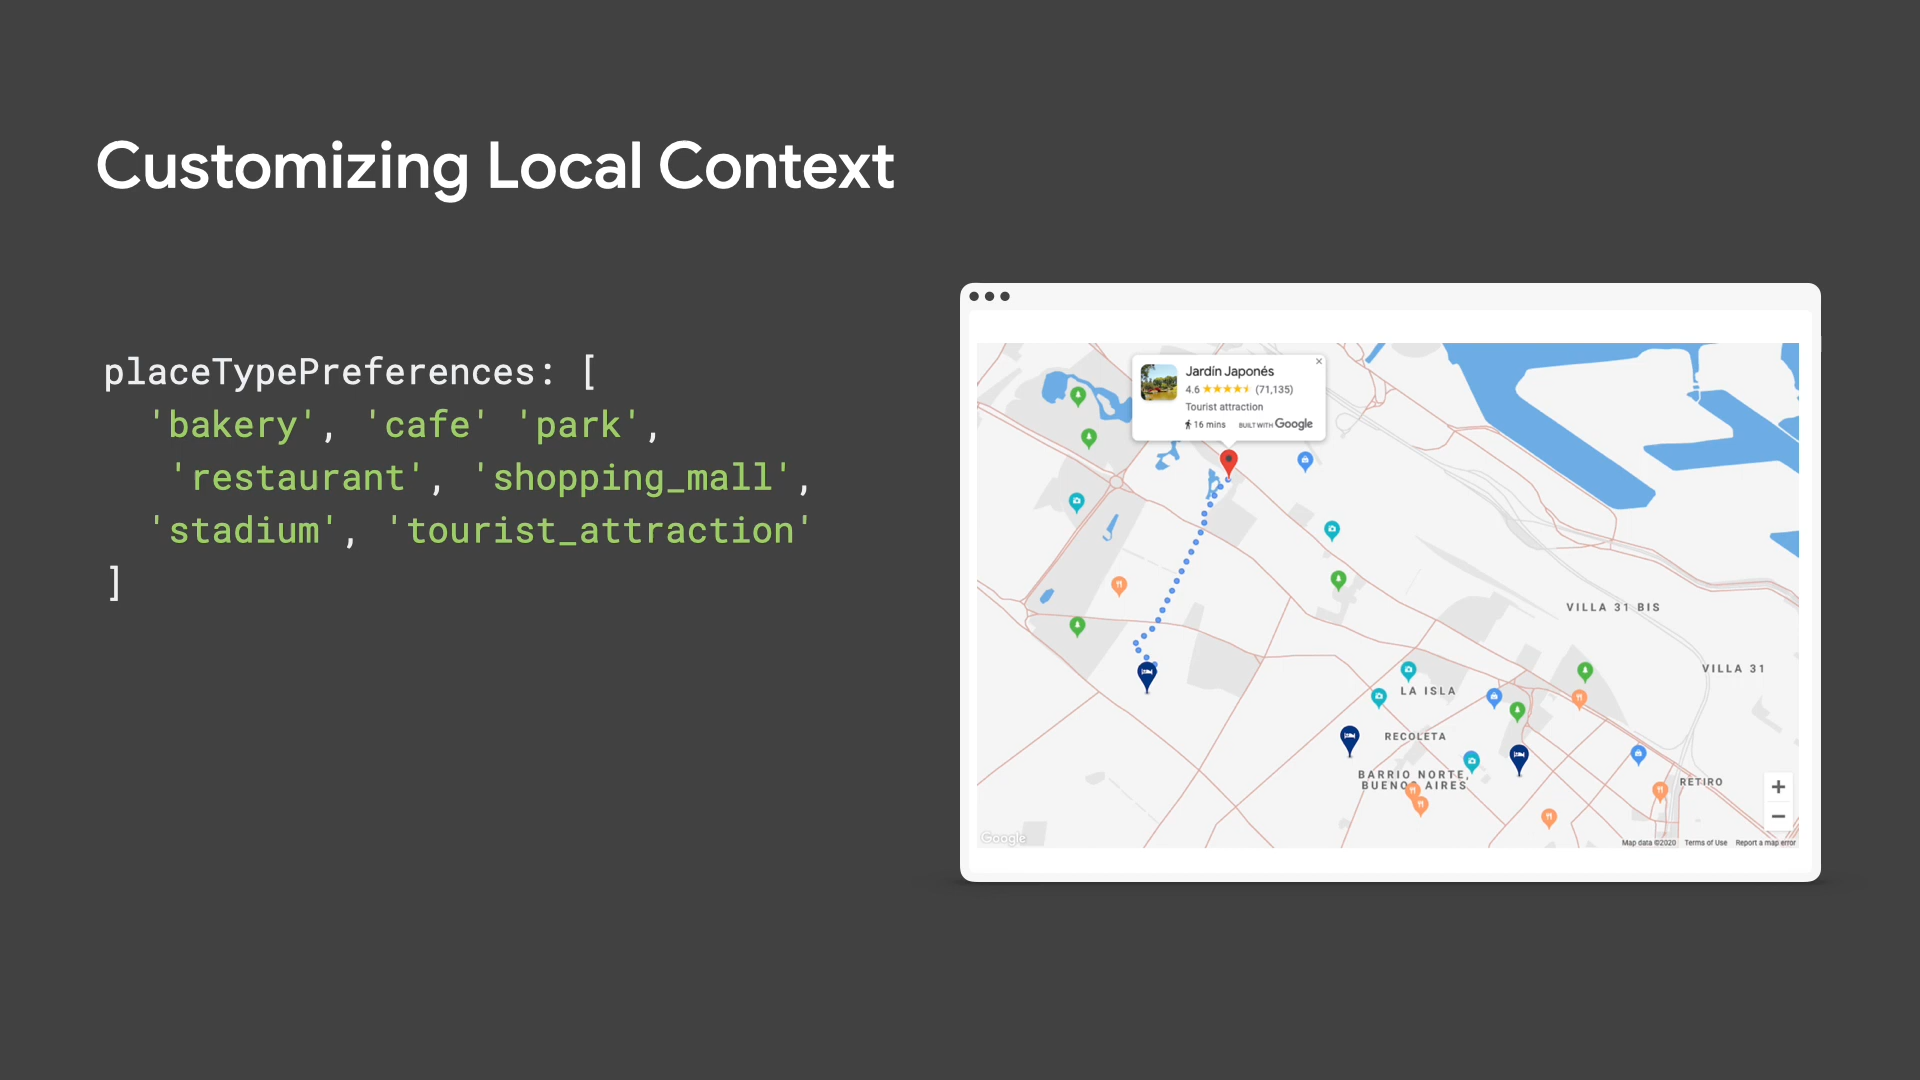 Customizing Local Context
placeTypePreferences: [
'bakery', 'cafe' 'park',
'restaurant', 'shopping_mall',
'stadium', 'tourist_attraction'
]
Jardín Japonés
4.6 ★★★★★ (71,135)
Tourist attraction
16 mins BUILT WITH Google
VILLA 31 BIS
VILLA 31
LA ISLA
RECOLETA
BARRIO NORTE,
BUENOS AIRES
RETIRO
Google
Map data ©2020 Terms of Use Report a map error